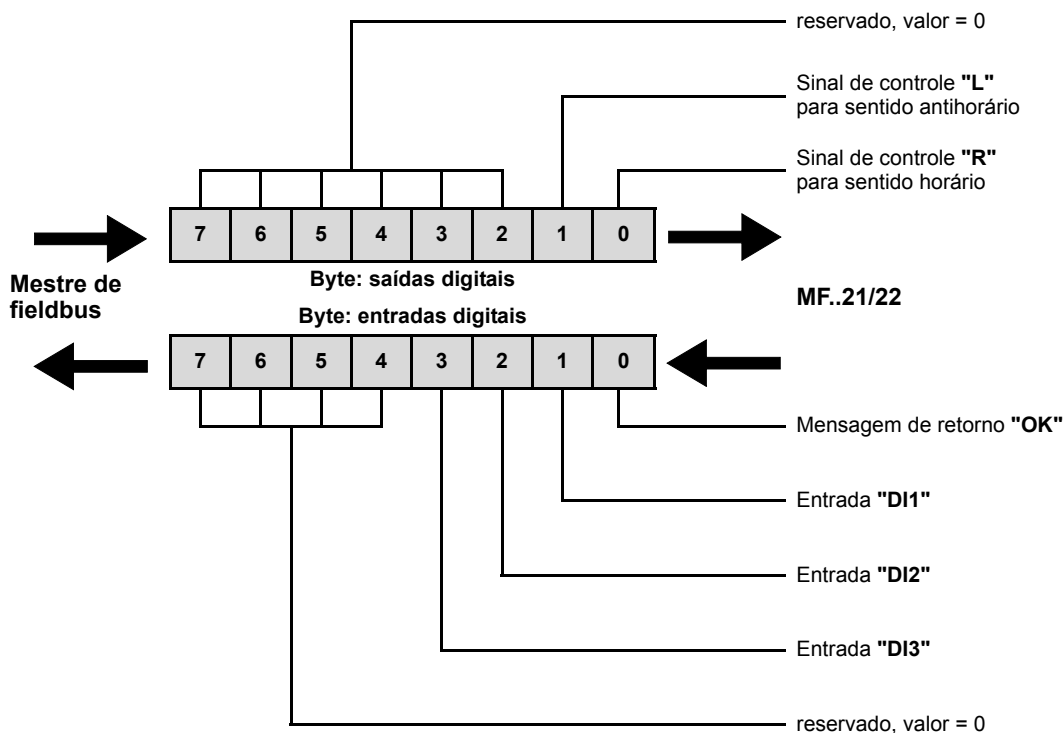 reservado, valor = 0
Sinal de controle "L"
para sentido antihorário
Sinal de controle "R"
para sentido horário
7 6 5 4 3 2 1 0
Mestre de
fieldbus
Byte: saídas digitais
MF..21/22
Byte: entradas digitais
7 6 5 4 3 2 1 0
Mensagem de retorno "OK"
Entrada "DI1"
Entrada "DI2"
Entrada "DI3"
reservado, valor = 0